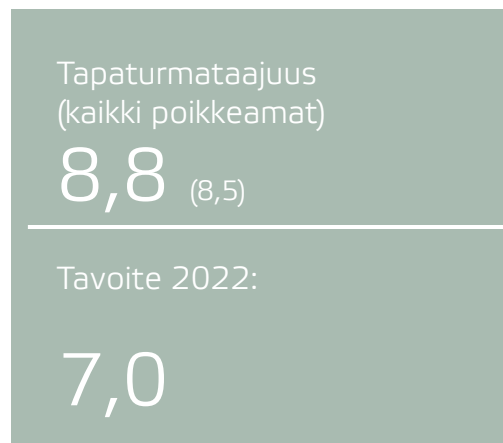 Tapaturmataajuus
(kaikki poikkeamat)
8,8 (8,5)
Tavoite 2022:
7,0